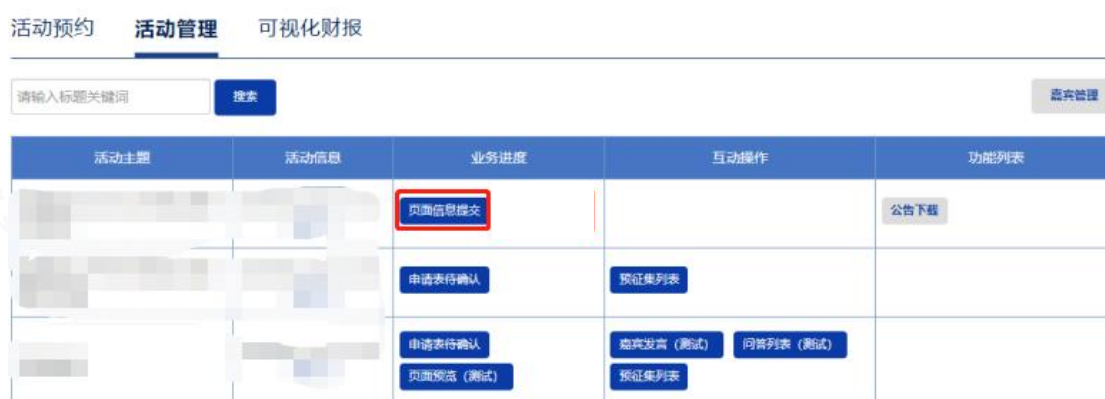 活动预约 活动管理 可视化财报
请输入标题关键词 搜索 嘉宾管理
活动主题 活动信息 业务进度 互动操作 功能列表
页面信息提交 公告下载
申请表待确认 预征集列表
申请表待确认 嘉宾发言（测试） 问答列表（测试）
页面预览（测试） 预征集列表